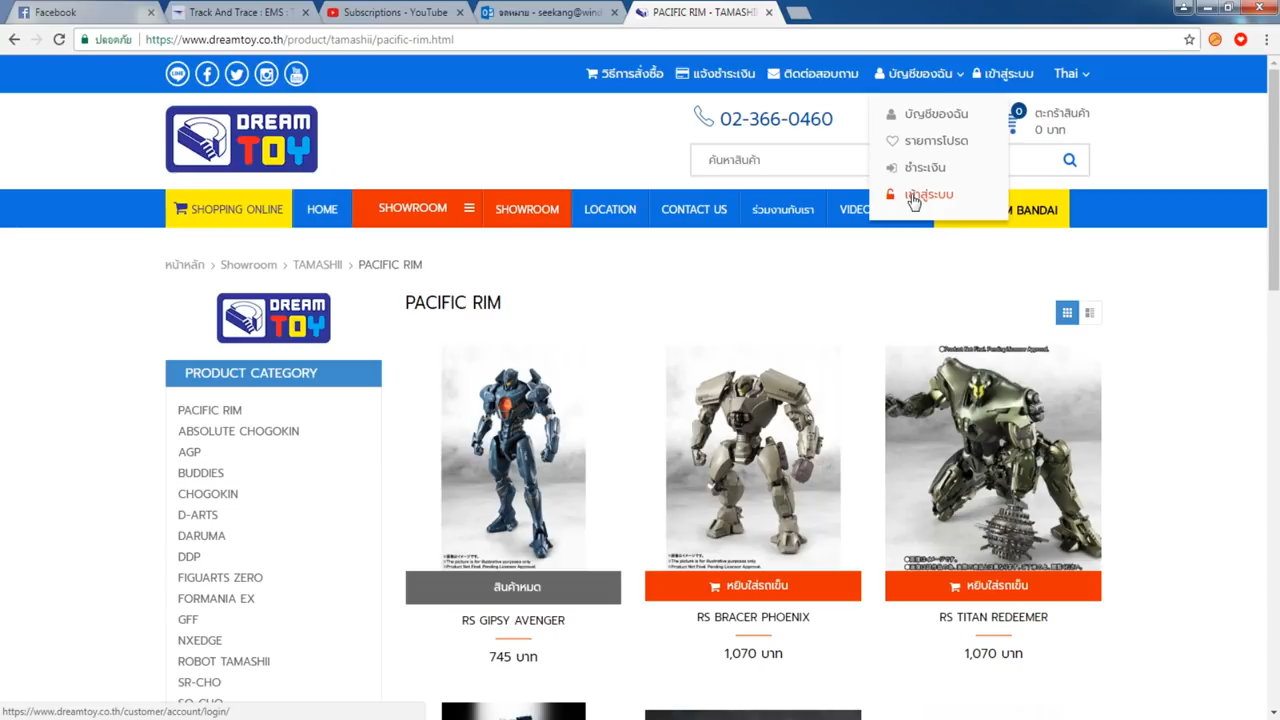 Facebook
Track And Trace : EMS : T
Subscriptions - YouTube
จดหมาย - seekang@wind
PACIFIC RIM - TAMASHI
ปลอดภัย
https://www.dreamtoy.co.th/product/tamashii/pacific-rim.html
LINE
You Tube
วิธีการสั่งซื้อ
แจ้งชำระเงิน
ติดต่อสอบถาม
บัญชีของฉัน
เข้าสู่ระบบ
Thai
DREAM
TOY
02-366-0460
บัญชีของฉัน
รายการโปรด
ชำระเงิน
เข้าสู่ระบบ
0
ตะกร้าสินค้า
0 บาท
ค้นหาสินค้า
SHOPPING ONLINE
HOME
SHOWROOM
SHOWROOM
LOCATION
CONTACT US
ร่วมงานกับเรา
VIDEO
M BANDAI
หน้าหลัก > Showroom > TAMASHII > PACIFIC RIM
DREAM
TOY
PACIFIC RIM
PRODUCT CATEGORY
PACIFIC RIM
ABSOLUTE CHOGOKIN
AGP
BUDDIES
CHOGOKIN
D-ARTS
DARUMA
DDP
FIGUARTS ZERO
FORMANIA EX
GFF
NXEDGE
ROBOT TAMASHII
SR-CHO
สินค้าหมด
RS GIPSY AVENGER
745 บาท
หยิบใส่รถเข็น
RS BRACER PHOENIX
1,070 บาท
●Product Not Final. Pending Licensor Approval.
หยิบใส่รถเข็น
RS TITAN REDEEMER
1,070 บาท
https://www.dreamtoy.co.th/customer/account/login/